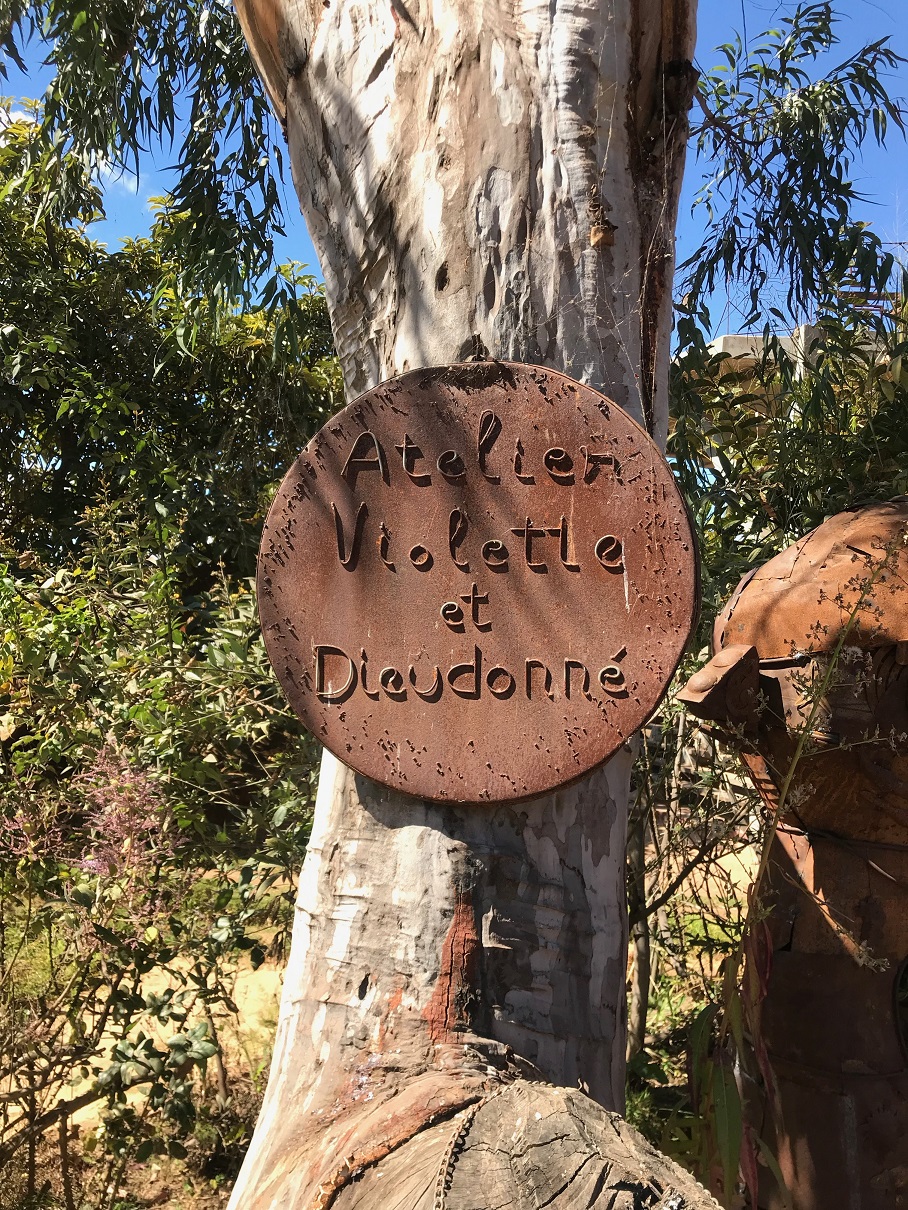 Atelier
Violette
et
Dieudonné